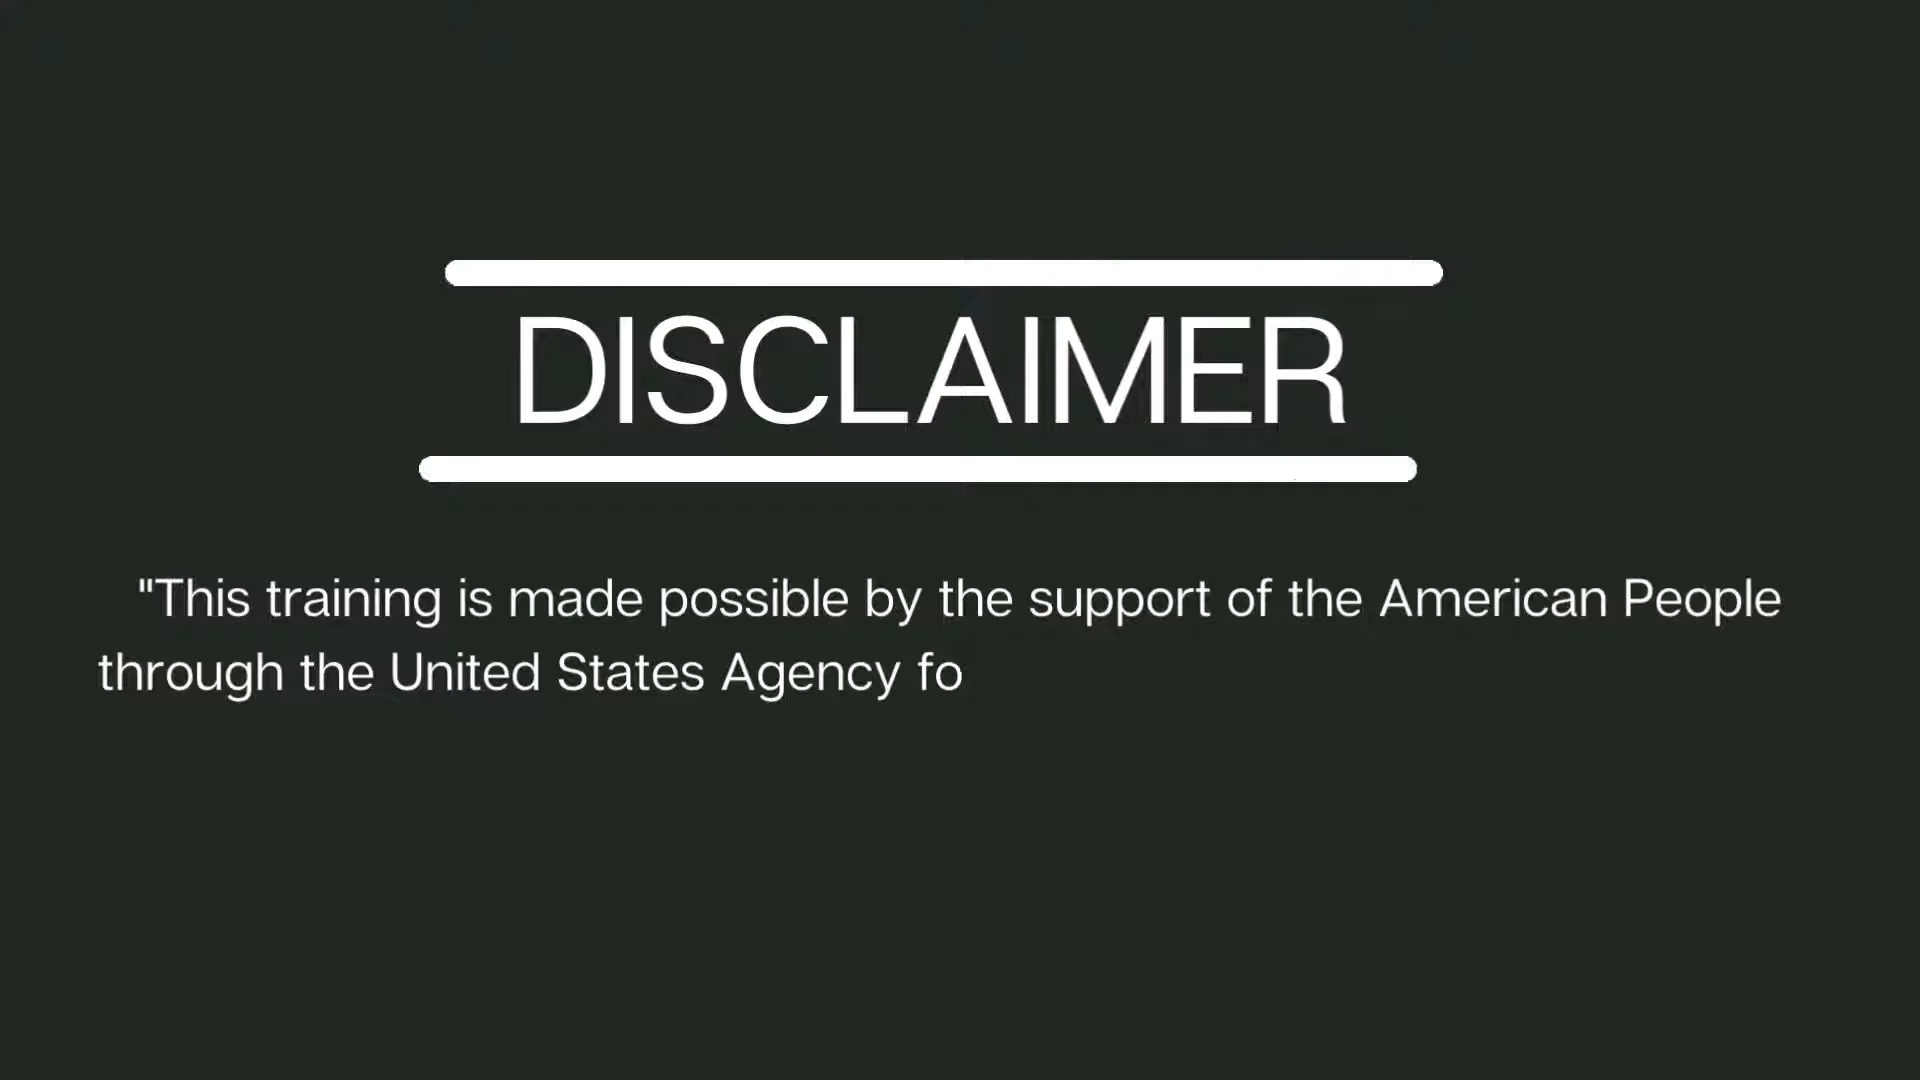 DISCLAIMER
"This training is made possible by the support of the American People
through the United States Agency fo